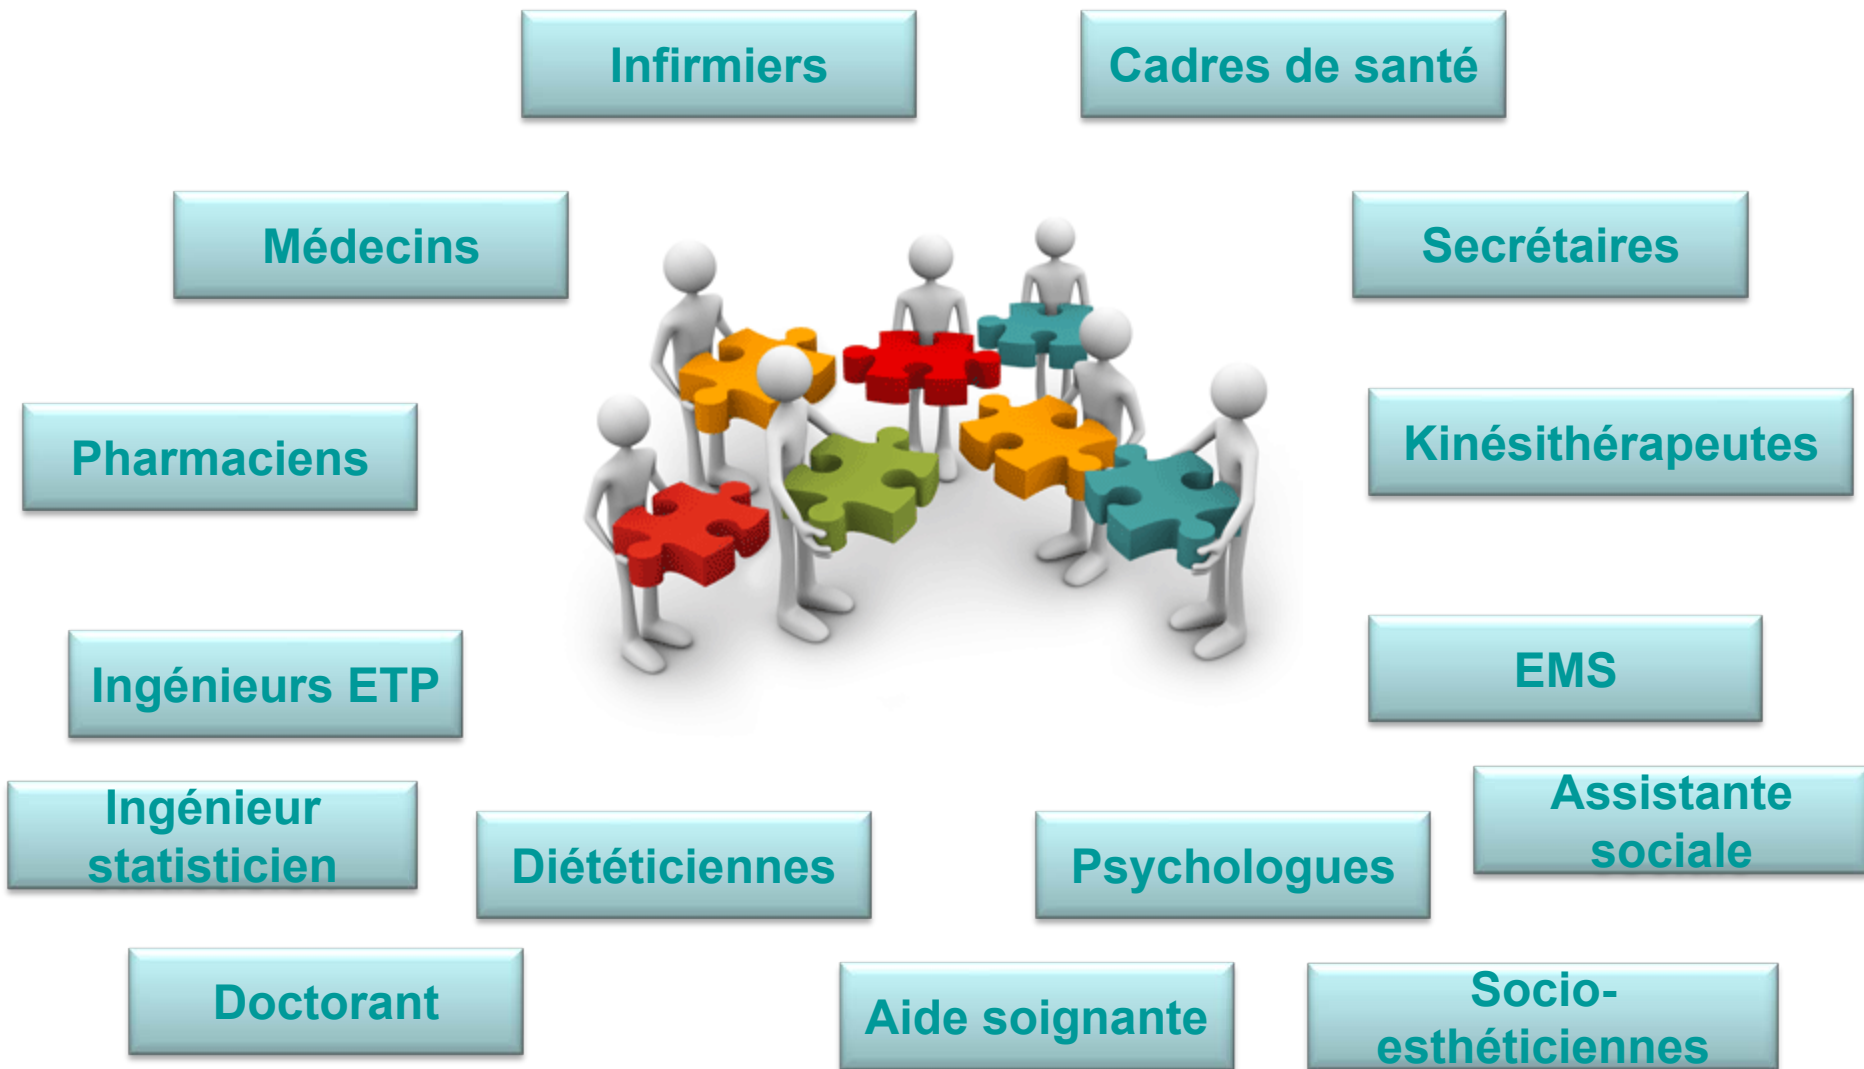 Infirmiers
Cadres de santé
Médecins
Secrétaires
Pharmaciens
Kinésithérapeutes
Ingénieurs ETP
EMS
Ingénieur
statisticien
Diététiciennes
Psychologues
Assistante
sociale
Doctorant
Aide soignante
Socio-
esthéticiennes